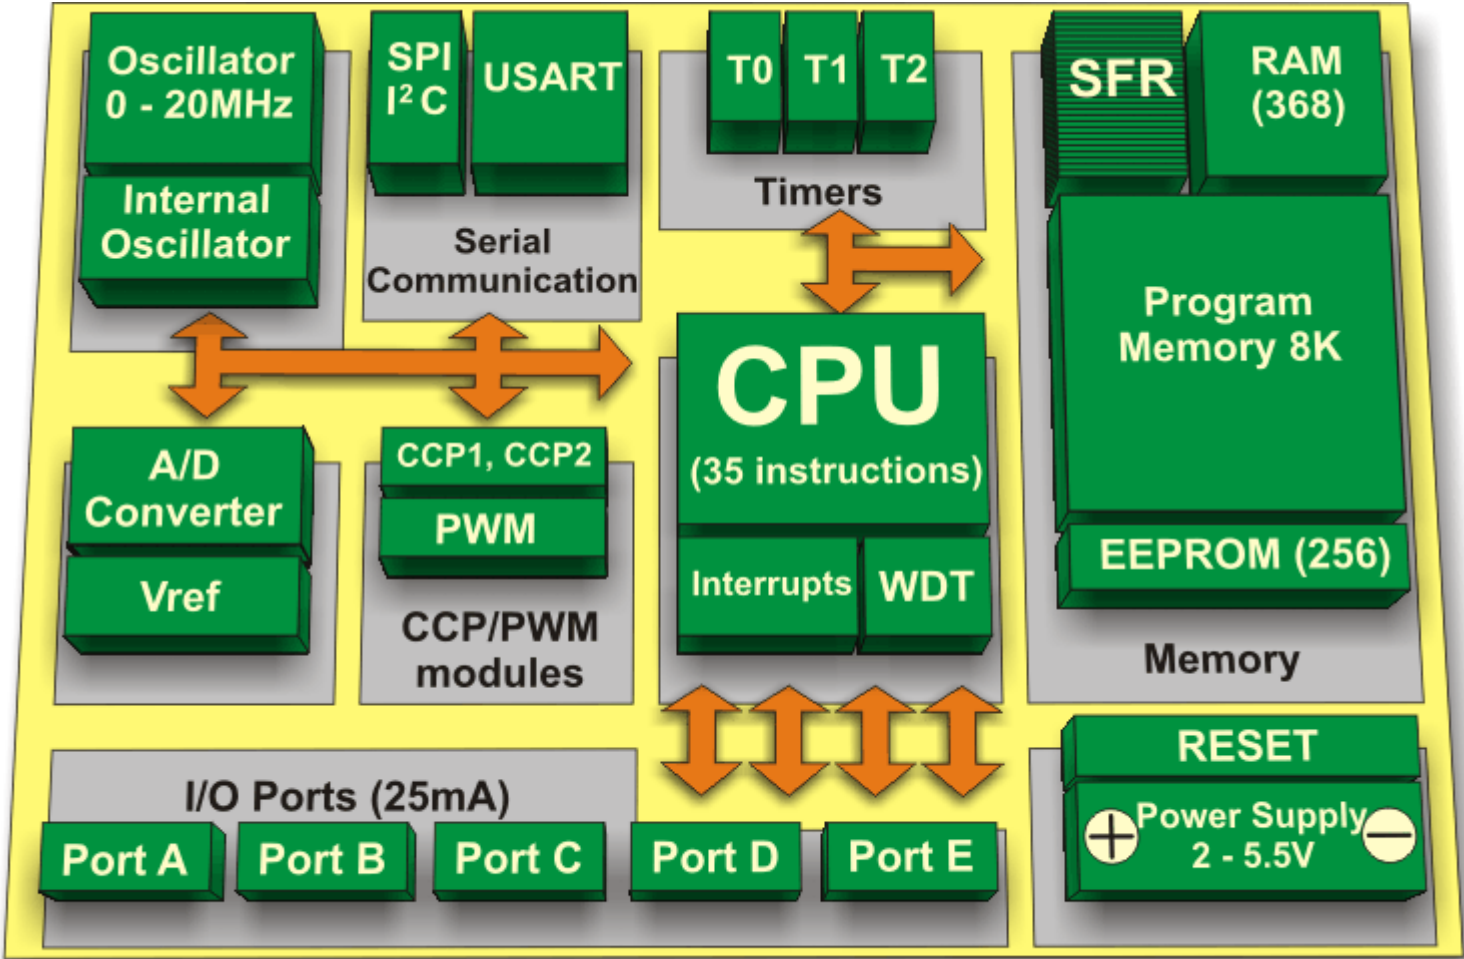 Oscillator
0 - 20MHz
Internal
Oscillator
SPI
I² C
USART
Serial
Communication
T0
T1
T2
Timers
SFR
RAM
(368)
Program
Memory 8K
EEPROM (256)
Memory
A/D
Converter
Vref
CCP1, CCP2
PWM
CCP/PWM
modules
CPU
(35 instructions)
Interrupts
WDT
I/O Ports (25mA)
Port A
Port B
Port C
Port D
Port E
RESET
+
Power Supply
2 - 5.5V
−